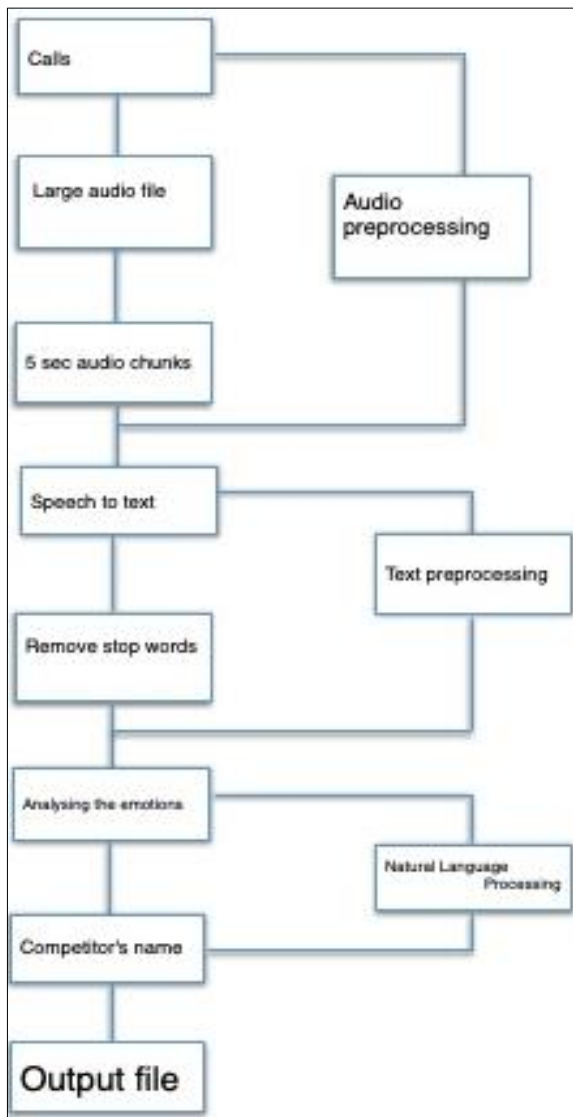 Calls
Large audio file
Audio
preprocessing
5 sec audio chunks
Speech to text
Text preprocessing
Remove stop words
Analysing the emotions
Natural Language
Processing
Competitor's name
Output file